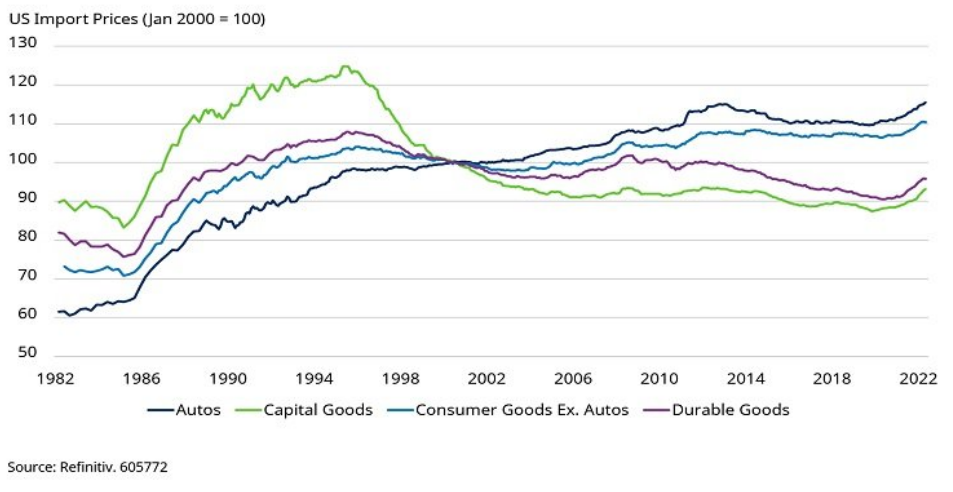 US Import Prices (Jan 2000 = 100)
130
120
110
100
90
80
70
60
50
1982 1986 1990 1994 1998 2002 2006 2010 2014 2018 2022
Autos Capital Goods Consumer Goods Ex. Autos Durable Goods
Source: Refinitiv. 605772